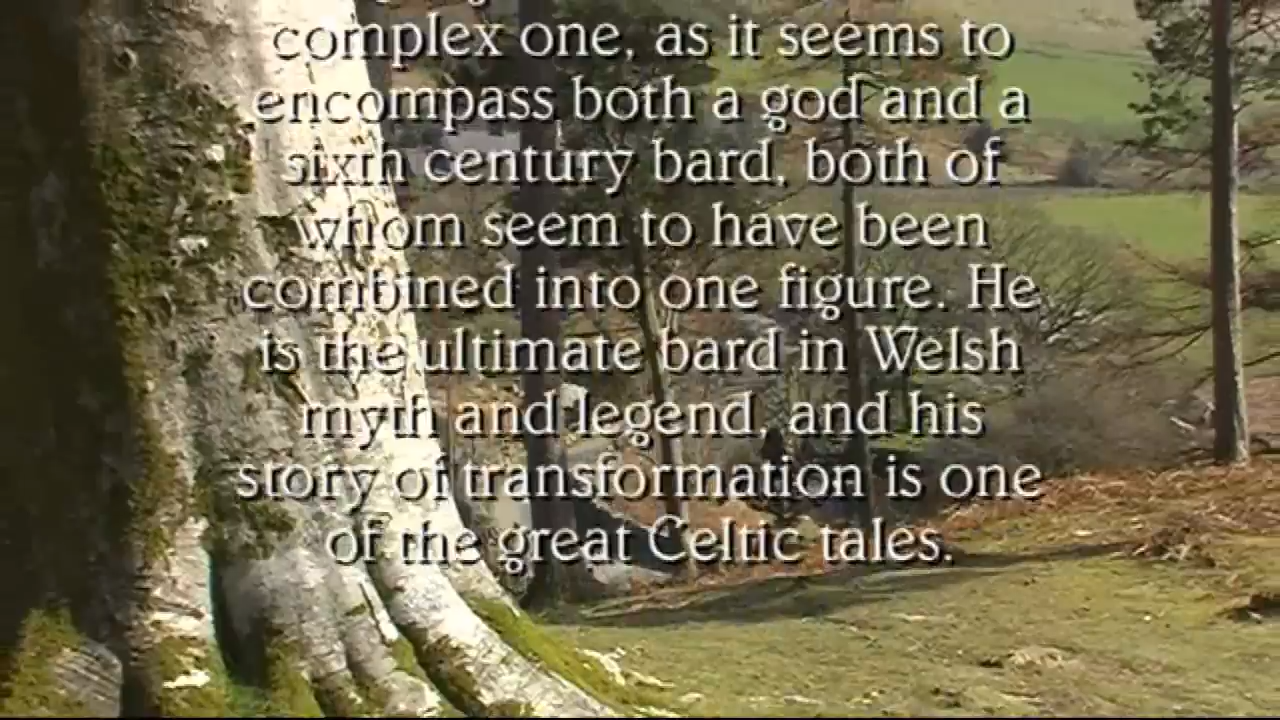 complex one, as it seems to
encompass both a god and a
sixth century bard, both of
whom seem to have been
combined into one figure. He
is the ultimate bard in Welsh
myth and legend, and his
story of transformation is one
of the great Celtic tales.